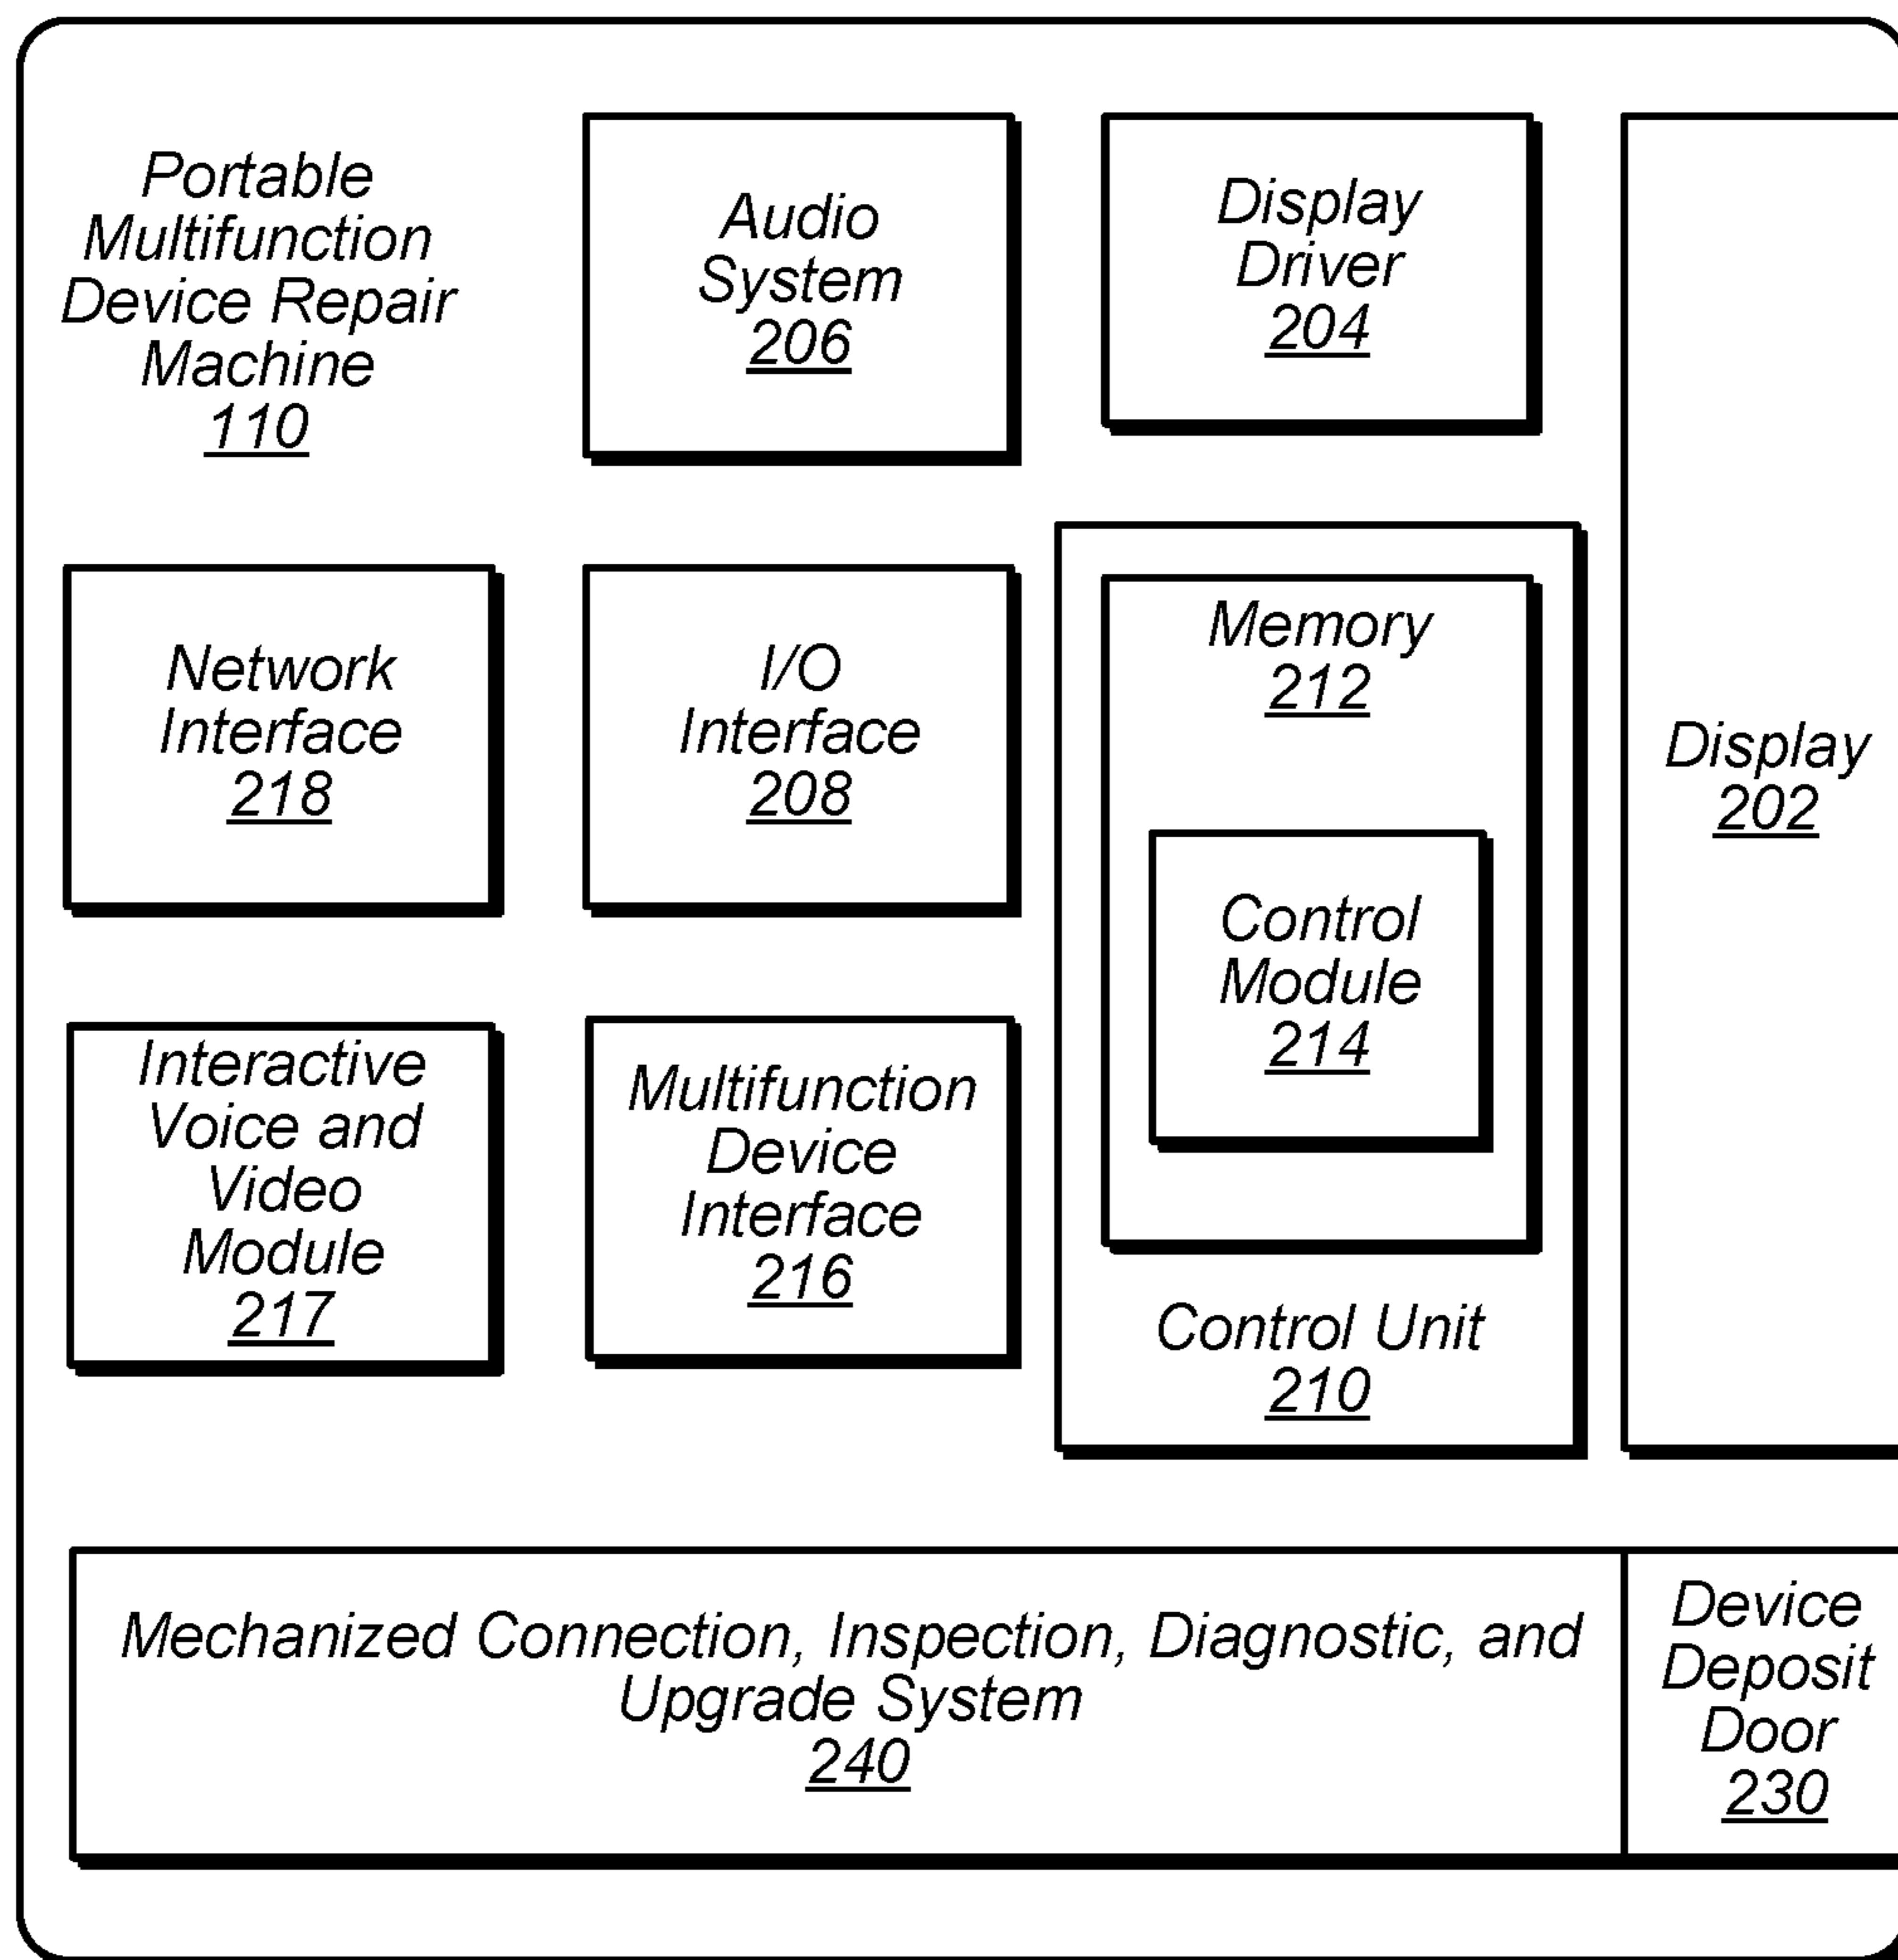 Portable
Multifunction
Device Repair
Machine
110
Audio
System
206
Display
Driver
204
Network
Interface
218
I/O
Interface
208
Memory
212
Control
Module
214
Control Unit
210
Display
202
Interactive
Voice and
Video
Module
217
Multifunction
Device
Interface
216
Mechanized Connection, Inspection, Diagnostic, and
Upgrade System
240
Device
Deposit
Door
230